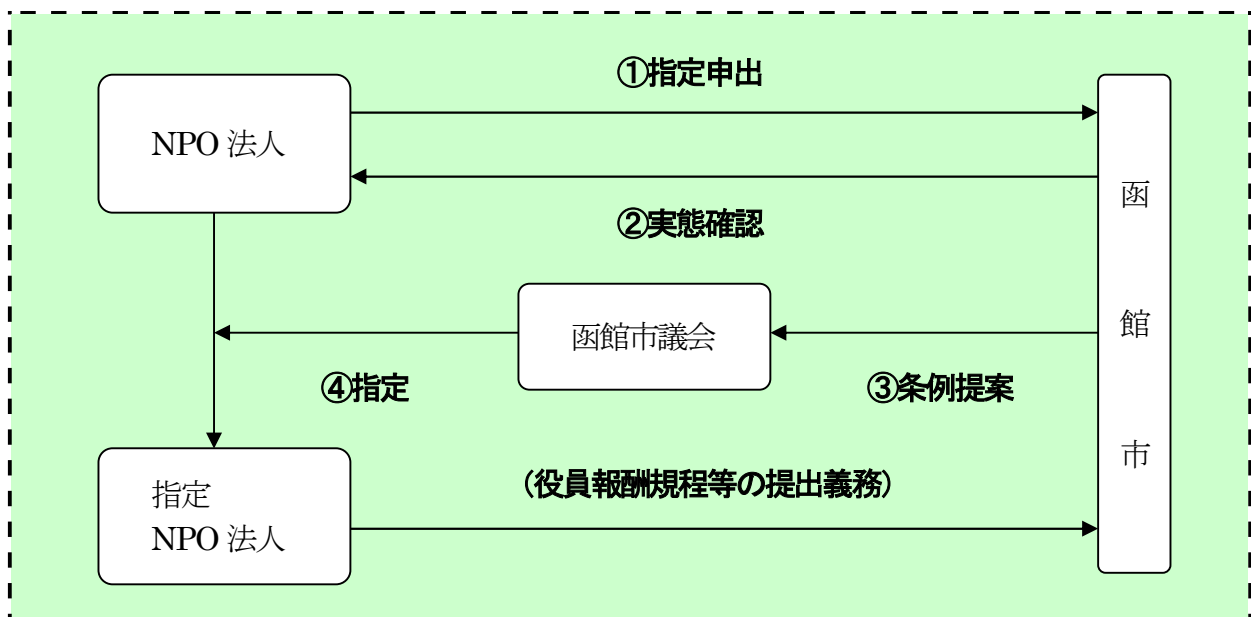 ①指定申出
NPO 法人
②実態確認
函館市
函館市議会
④指定
③条例提案
(役員報酬規程等の提出義務)
指定
NPO 法人